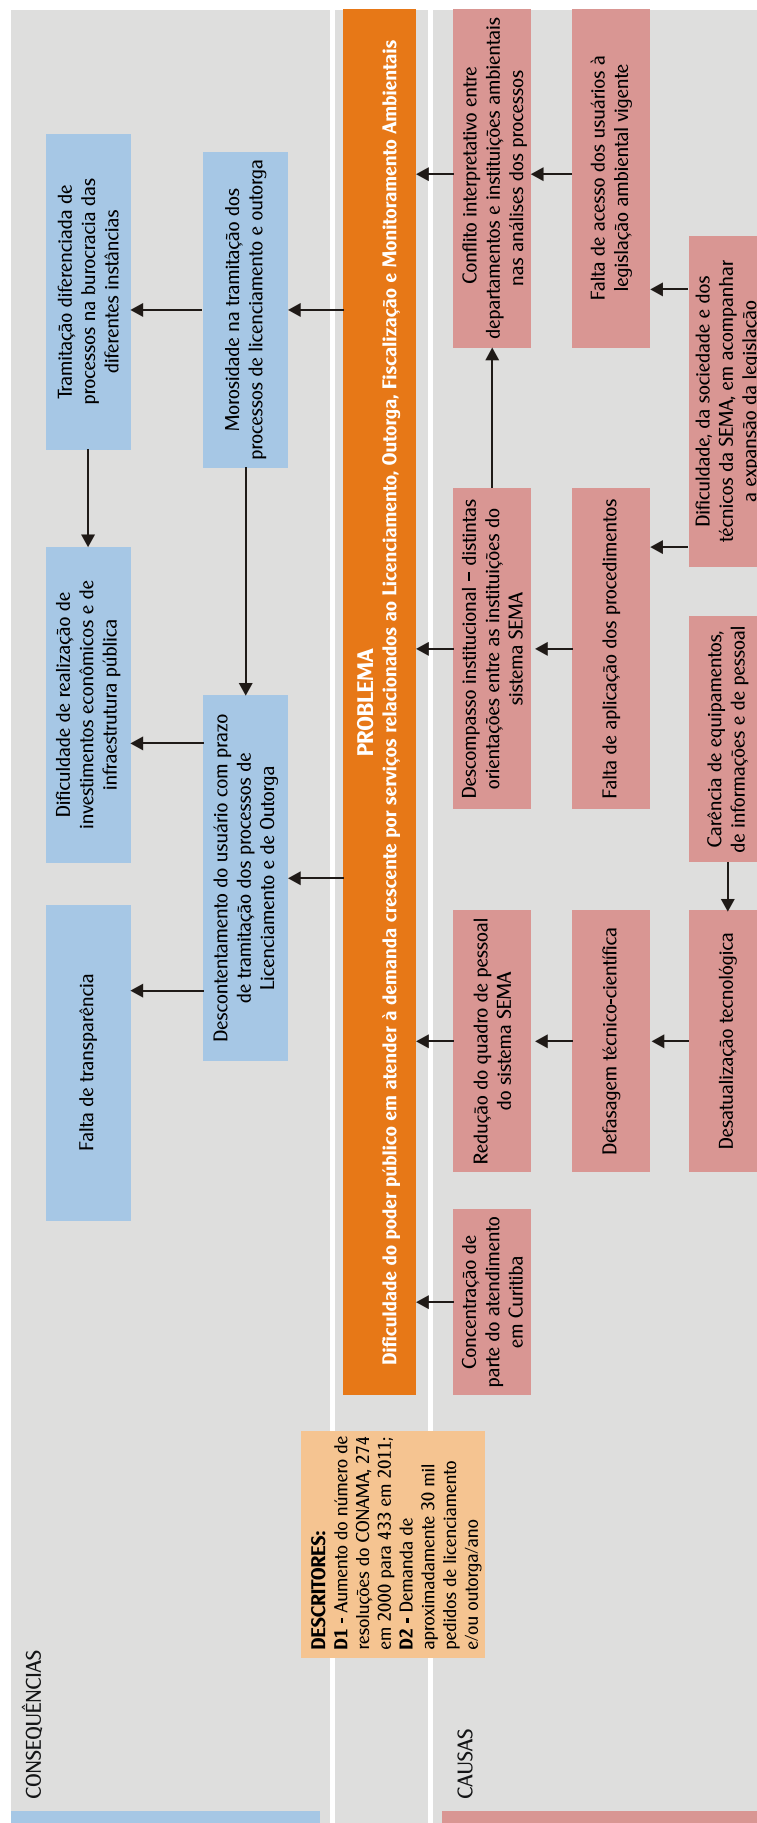 CONSEQUÊNCIAS
Falta de transparência
Dificuldade de realização de
investimentos econômicos e de
infraestrutura pública
Tramitação diferenciada de
processos na burocracia das
diferentes instâncias
Descontentamento do usuário com prazo
de tramitação dos processos de
Licenciamento e de Outorga
Morosidade na tramitação dos
processos de licenciamento e outorga
DESCRITORES:
D1 - Aumento do número de
resoluções do CONAMA, 274
em 2000 para 433 em 2011;
D2 - Demanda de
aproximadamente 30 mil
pedidos de licenciamento
e/ou outorga/ano
PROBLEMA
Dificuldade do poder público em atender à demanda crescente por serviços relacionados ao Licenciamento, Outorga, Fiscalização e Monitoramento Ambientais
CAUSAS
Concentração de
parte do atendimento
em Curitiba
Redução do quadro de pessoal
do sistema SEMA
Descompasso institucional – distintas
orientações entre as instituições do
sistema SEMA
Conflito interpretativo entre
departamentos e instituições ambientais
nas análises dos processos
Defasagem técnico-científica
Falta de aplicação dos procedimentos
Falta de acesso dos usuários à
legislação ambiental vigente
Desatualização tecnológica
Carência de equipamentos,
de informações e de pessoal
Dificuldade, da sociedade e dos
técnicos da SEMA, em acompanhar
a expansão da legislação